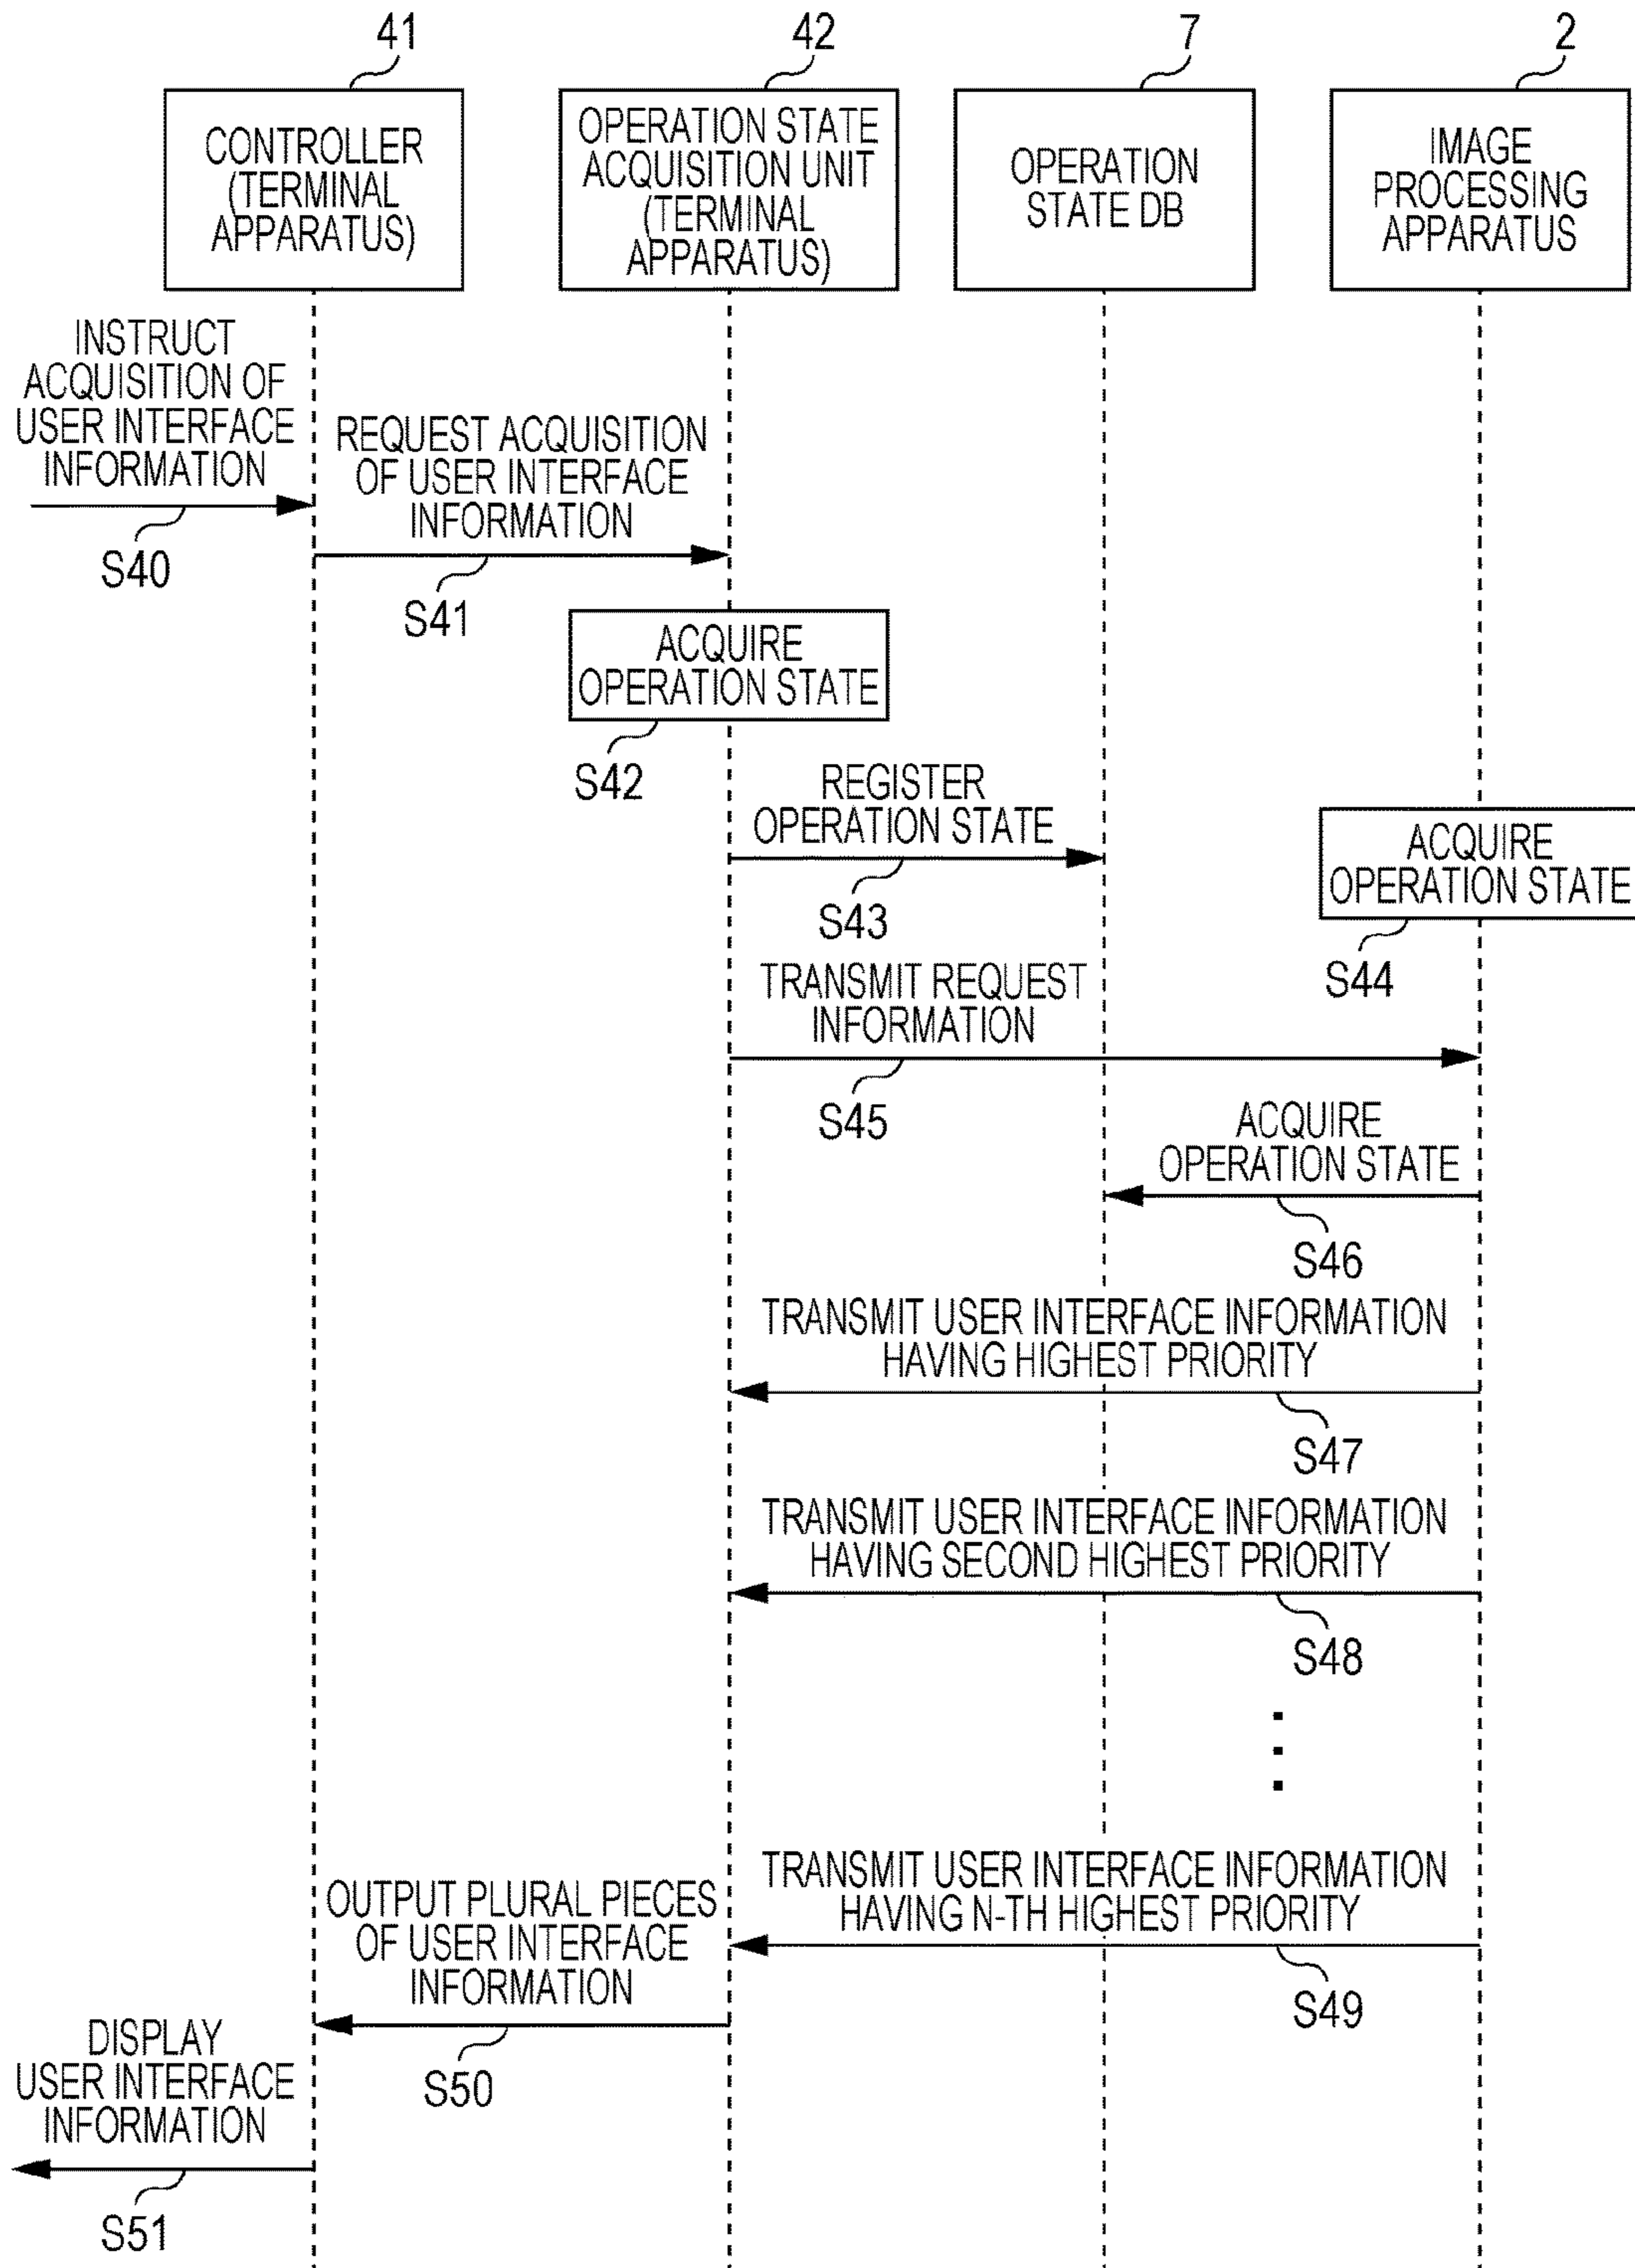 41
42
7
2
CONTROLLER
(TERMINAL
APPARATUS)
OPERATION STATE
ACQUISITION UNIT
(TERMINAL
APPARATUS)
OPERATION
STATE DB
IMAGE
PROCESSING
APPARATUS
INSTRUCT
ACQUISITION OF
USER INTERFACE
INFORMATION
S40
REQUEST ACQUISITION
OF USER INTERFACE
INFORMATION
S41
ACQUIRE
OPERATION STATE
S42
REGISTER
OPERATION STATE
S43
ACQUIRE
OPERATION STATE
S44
TRANSMIT REQUEST
INFORMATION
S45
ACQUIRE
OPERATION STATE
S46
TRANSMIT USER INTERFACE INFORMATION
HAVING HIGHEST PRIORITY
S47
TRANSMIT USER INTERFACE INFORMATION
HAVING SECOND HIGHEST PRIORITY
S48
TRANSMIT USER INTERFACE INFORMATION
HAVING N-TH HIGHEST PRIORITY
S49
OUTPUT PLURAL PIECES
OF USER INTERFACE
INFORMATION
S50
DISPLAY
USER INTERFACE
INFORMATION
S51